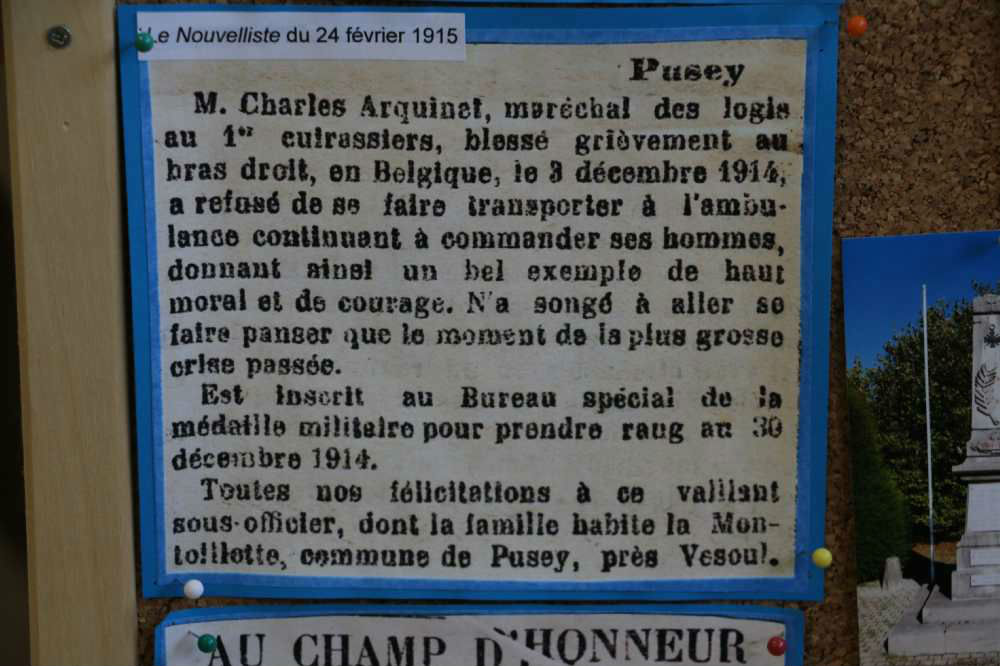 Le Nouvelliste du 24 février 1915
Pusey
M. Charles Arquinet, maréchal des logis
au 1er cuirassiers, blessé grièvement au
bras droit, en Belgique, le 3 décembre 1914,
a refusé de se faire transporter à l'ambu-
lance continuant à commander ses hommes,
donnant ainsi un bel exemple de haut
moral et de courage. N'a songé à aller se
faire panser que le moment de la plus grosse
crise passée.
Est inscrit au Bureau spécial de la
médaille militaire pour prendre raug au 30
décembre 1914.
Toutes nos félicitations à ce vaillant
sous-officier, dont la famille habite la Mon-
toillotte, commune de Pusey, près Vesoul.
AU CHAMP D'HONNEUR